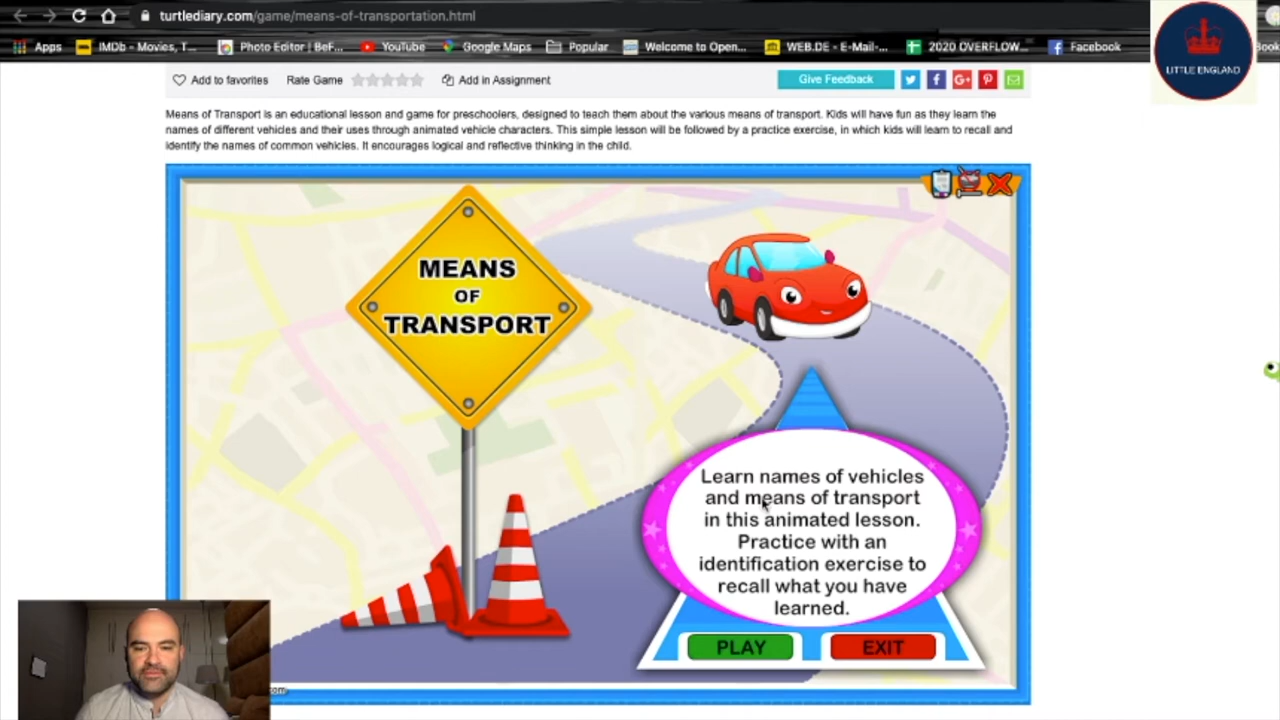 turtlediary.com/game/means-of-transportation.html
Apps IMDb - Movies, T... Photo Editor | BeF... YouTube Google Maps Popular Welcome to Open... WEB.DE - E-Mail-... 2020 OVERFLOW... Facebook
LITTLE ENGLAND
Add to favorites Rate Game Add in Assignment Give Feedback
Means of Transport is an educational lesson and game for preschoolers, designed to teach them about the various means of transport. Kids will have fun as they learn the
names of different vehicles and their uses through animated vehicle characters. This simple lesson will be followed by a practice exercise, in which kids will learn to recall and
identify the names of common vehicles. It encourages logical and reflective thinking in the child.
MEANS
OF
TRANSPORT
Learn names of vehicles
and means of transport
in this animated lesson.
Practice with an
identification exercise to
recall what you have
learned.
PLAY EXIT